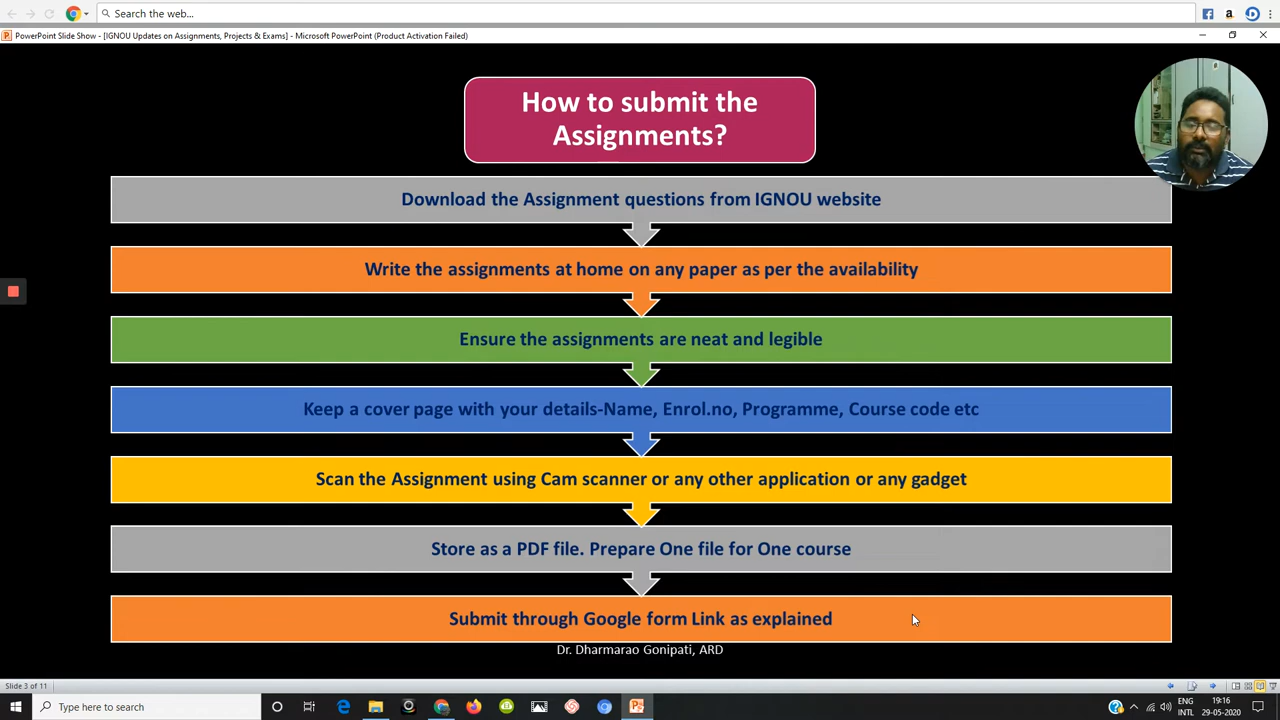 Search the web...
PowerPoint Slide Show - [IGNOU Updates on Assignments, Projects & Exams] - Microsoft PowerPoint (Product Activation Failed)
How to submit the
Assignments?
Download the Assignment questions from IGNOU website
Write the assignments at home on any paper as per the availability
Ensure the assignments are neat and legible
Keep a cover page with your details-Name, Enrol.no, Programme, Course code etc
Scan the Assignment using Cam scanner or any other application or any gadget
Store as a PDF file. Prepare One file for One course
Submit through Google form Link as explained
Dr. Dharmarao Gonipati, ARD
Slide 3 of 11
Type here to search
ENG
INTL
19:16
29-05-2020